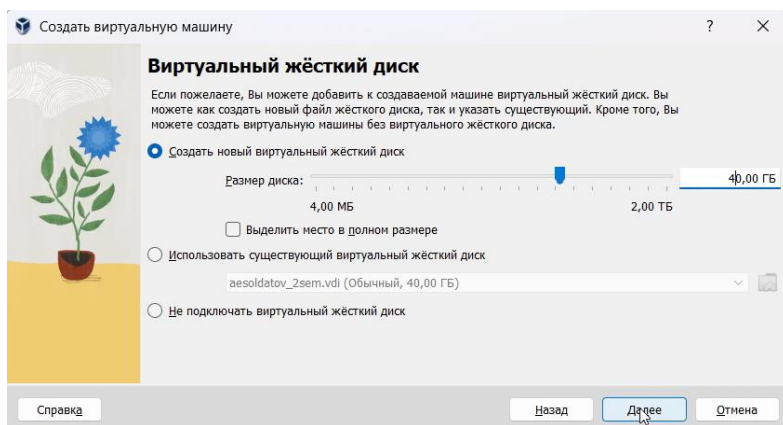 Создать виртуальную машину
Виртуальный жёсткий диск
Если пожелаете, Вы можете добавить к создаваемой машине виртуальный жёсткий диск. Вы
можете как создать новый файл жёсткого диска, так и указать существующий. Кроме того, Вы
можете создать виртуальную машины без виртуального жёсткого диска.
Создать новый виртуальный жёсткий диск
Размер диска: 40,00 ГБ
4,00 МБ 2,00 ТБ
Выделить место в полном размере
Использовать существующий виртуальный жёсткий диск
aesoldatov_2sem.vdi (Обычный, 40,00 ГБ)
Не подключать виртуальный жёсткий диск
Справка Назад Далее Отмена